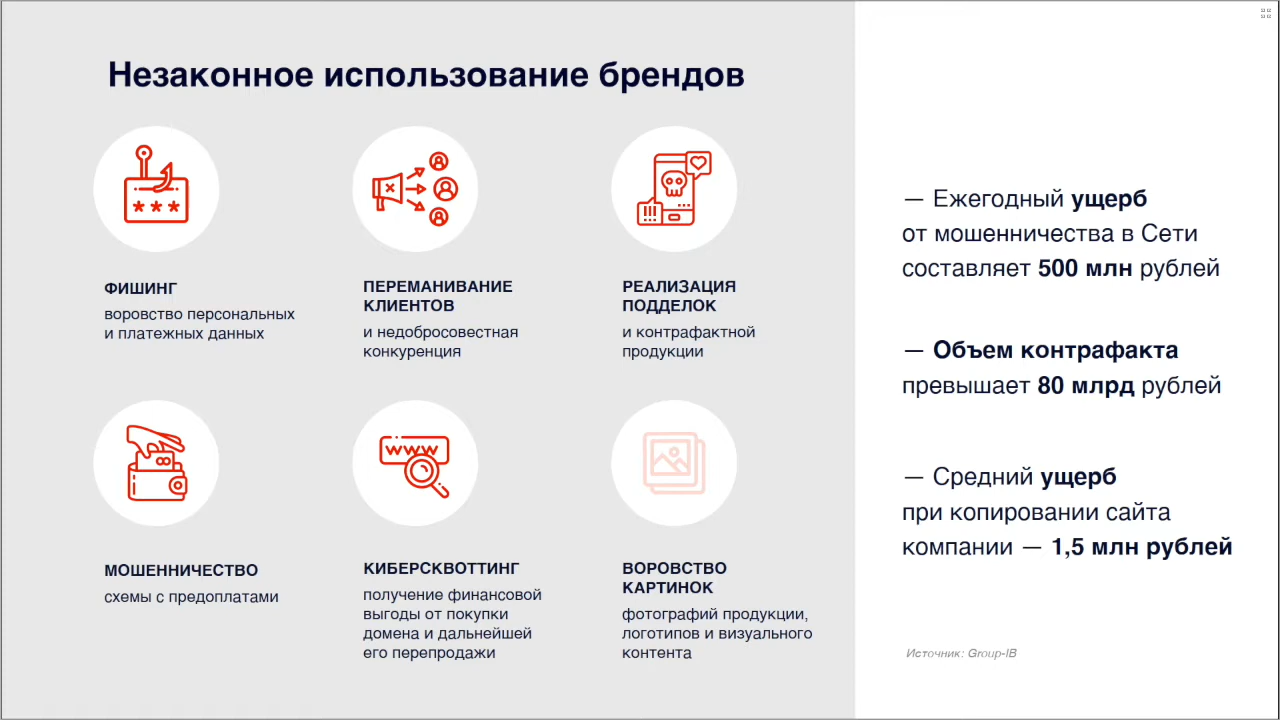 Незаконное использование брендов
ФИШИНГ
воровство персональных
и платежных данных
ПЕРЕМАНИВАНИЕ
КЛИЕНТОВ
и недобросовестная
конкуренция
РЕАЛИЗАЦИЯ
ПОДДЕЛОК
и контрафактной
продукции
МОШЕННИЧЕСТВО
схемы с предоплатами
www
КИБЕРСКВОТТИНГ
получение финансовой
выгоды от покупки
домена и дальнейшей
его перепродажи
ВОРОВСТВО
КАРТИНОК
фотографий продукции,
логотипов и визуального
контента
— Ежегодный ущерб
от мошенничества в Сети
составляет 500 млн рублей
— Объем контрафакта
превышает 80 млрд рублей
— Средний ущерб
при копировании сайта
компании — 1,5 млн рублей
Источник: Group-IB